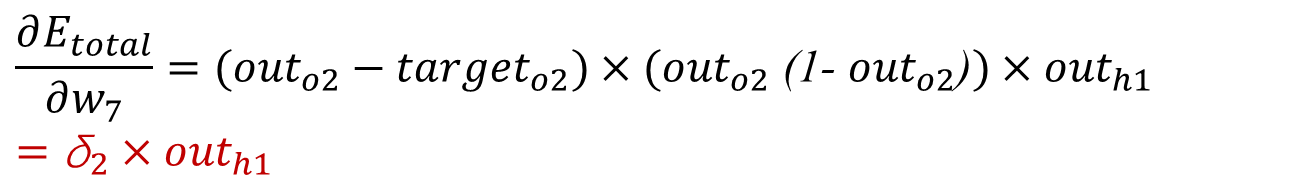 ∂E_total/∂w_7 = (out_o2 − target_o2) × (out_o2 (1- out_o2)) × out_h1
= δ_2 × out_h1